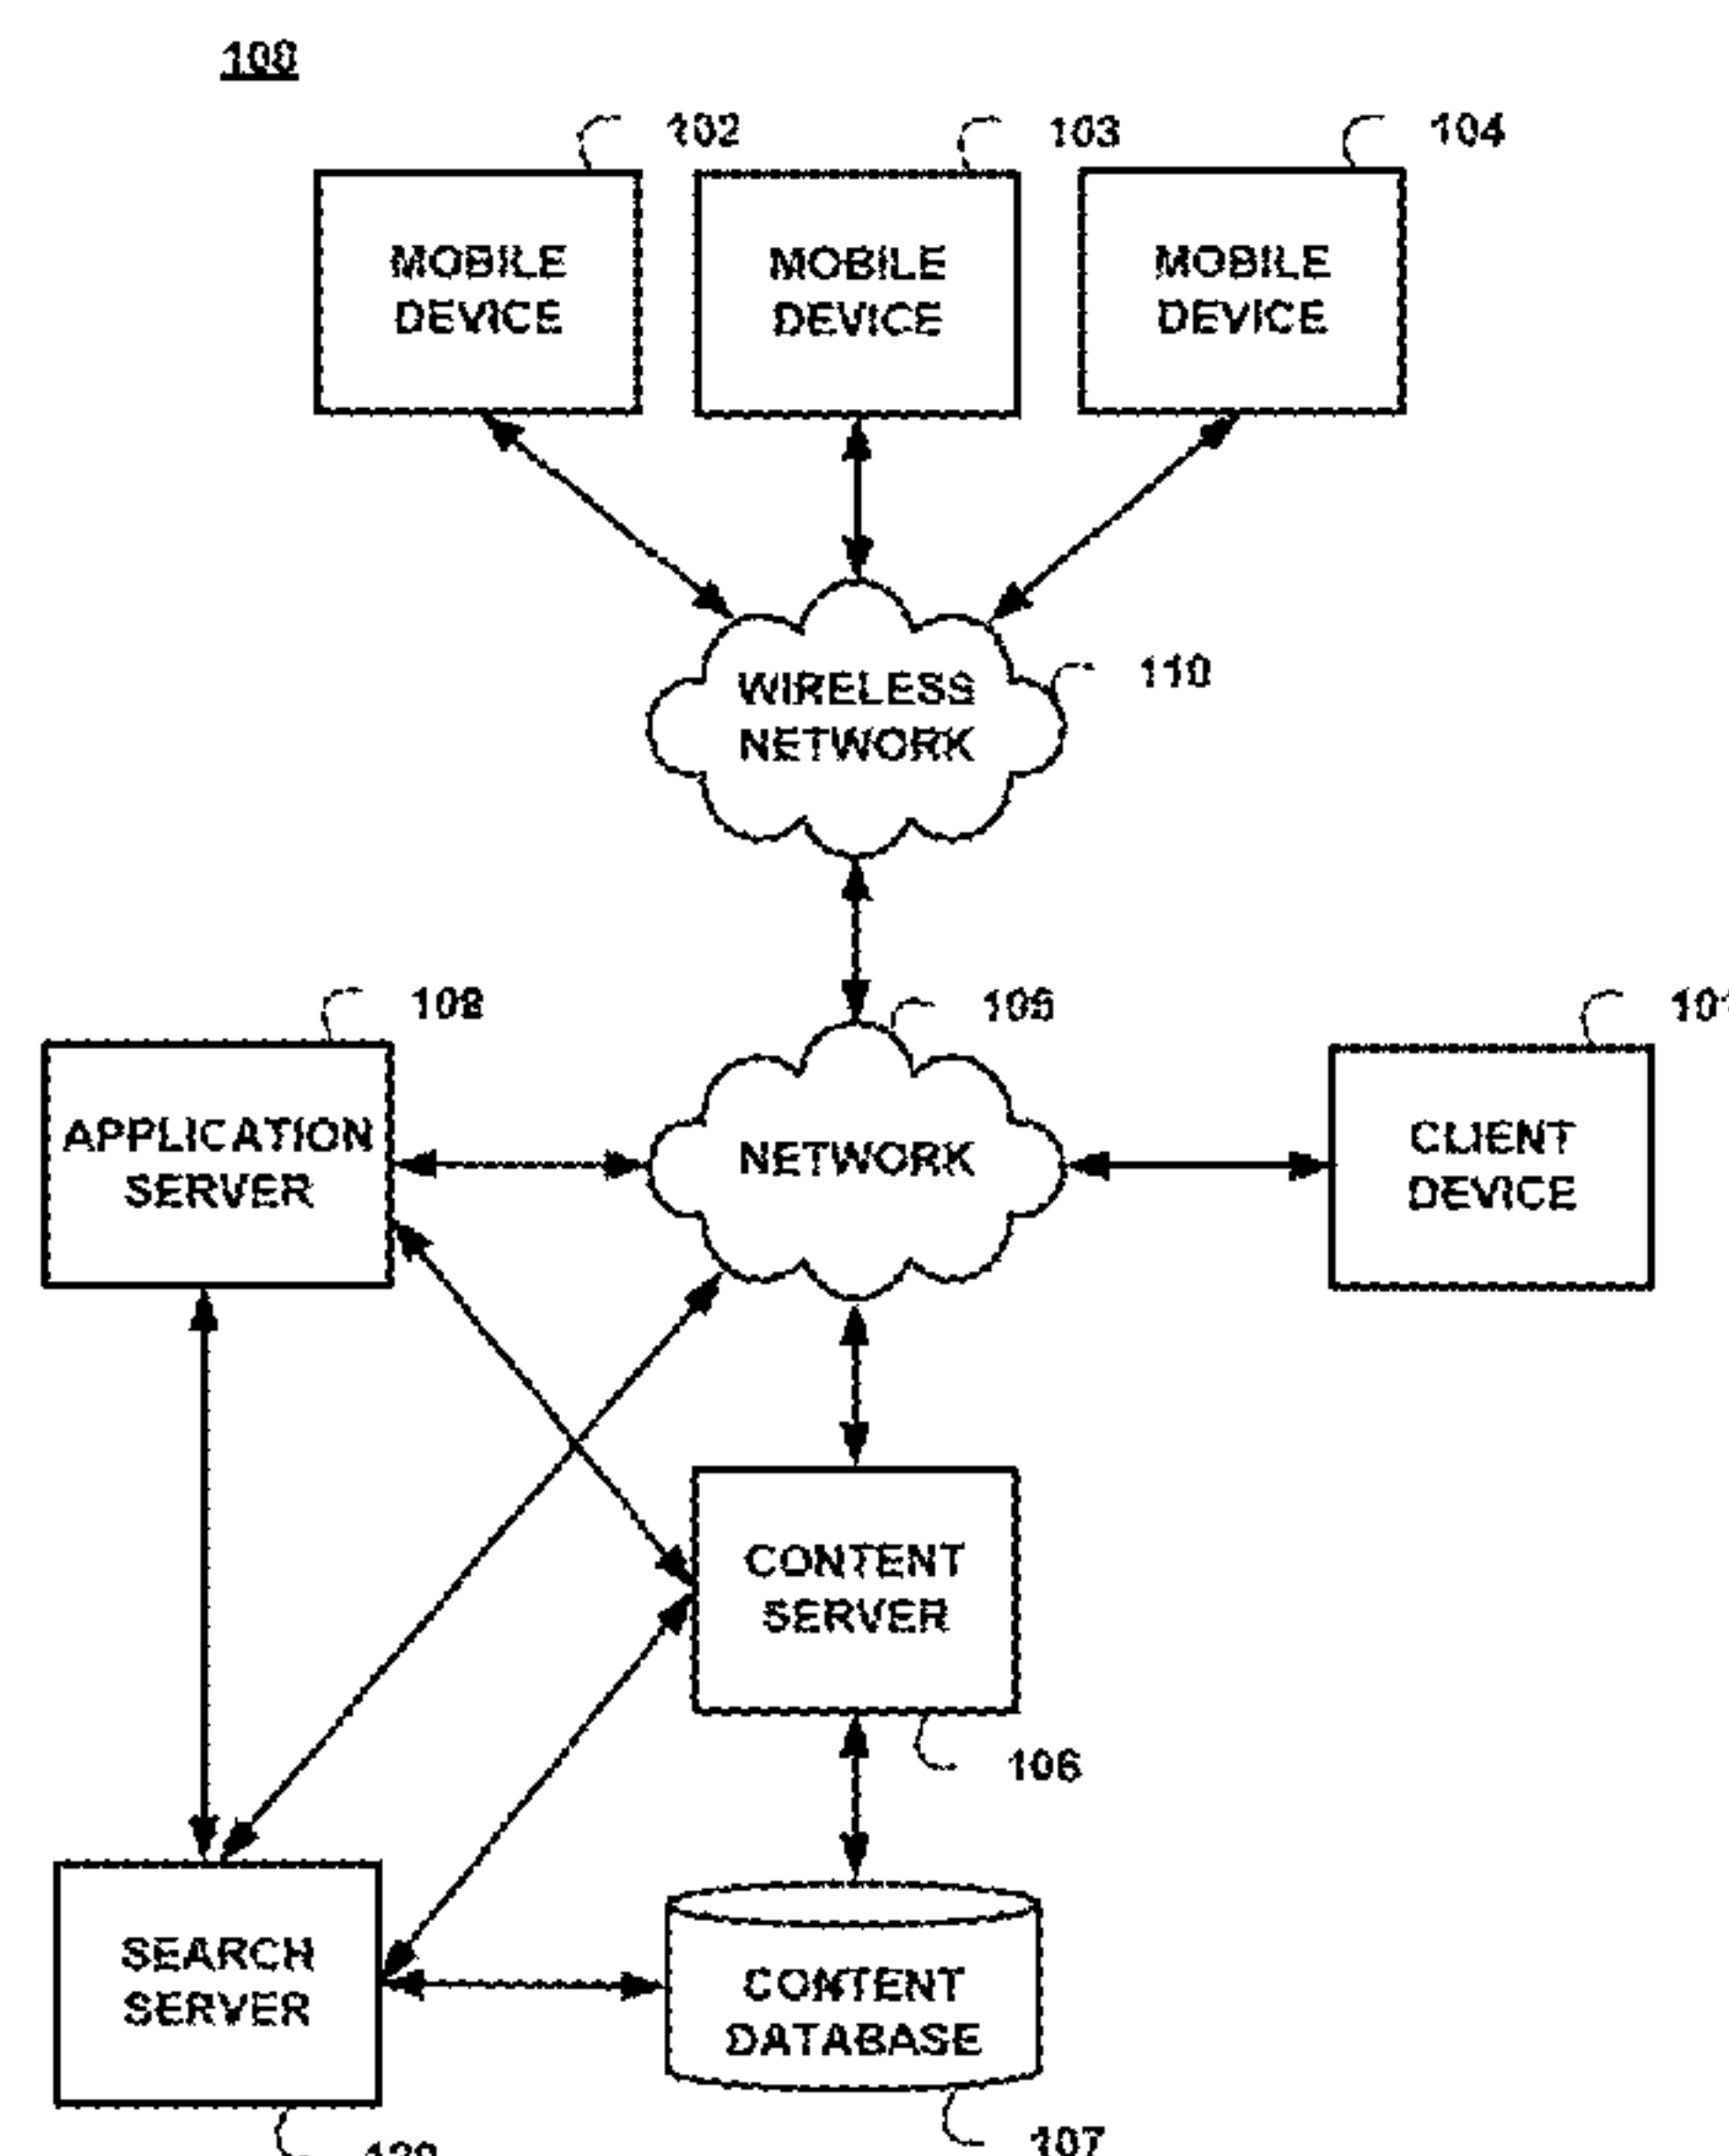 100
102
103
104
MOBILE
DEVICE
MOBILE
DEVICE
MOBILE
DEVICE
WIRELESS
NETWORK
110
108
105
101
APPLICATION
SERVER
NETWORK
CLIENT
DEVICE
CONTENT
SERVER
106
SEARCH
SERVER
CONTENT
DATABASE
107